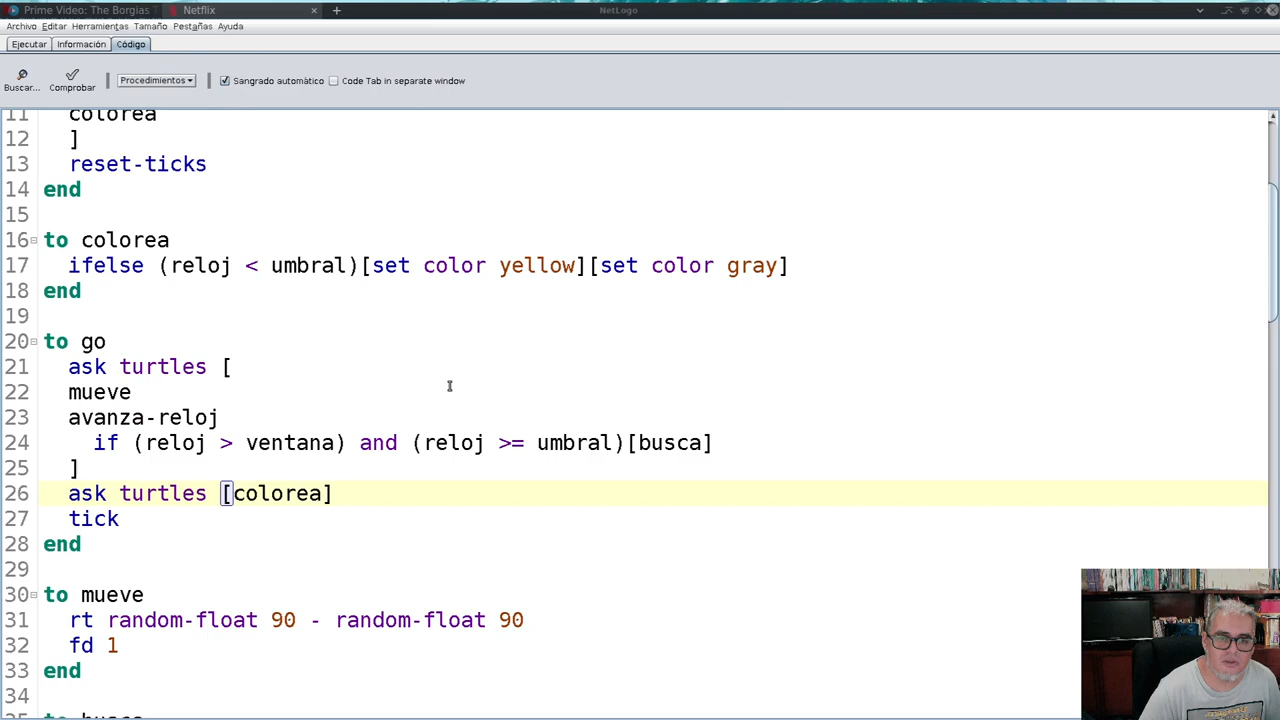 Prime Video: The Borgias T
Netflix
NetLogo
Archivo Editar Herramientas Tamaño Pestañas Ayuda
Ejecutar Información Código
Buscar... Comprobar Procedimientos Sangrado automàtico Code Tab in separate window
11 colorea
12 ]
13 reset-ticks
14 end
15
16 to colorea
17 ifelse (reloj < umbral)[set color yellow][set color gray]
18 end
19
20 to go
21 ask turtles [
22 mueve
23 avanza-reloj
24 if (reloj > ventana) and (reloj >= umbral)[busca]
25 ]
26 ask turtles [colorea]
27 tick
28 end
29
30 to mueve
31 rt random-float 90 - random-float 90
32 fd 1
33 end
34
35 to busca